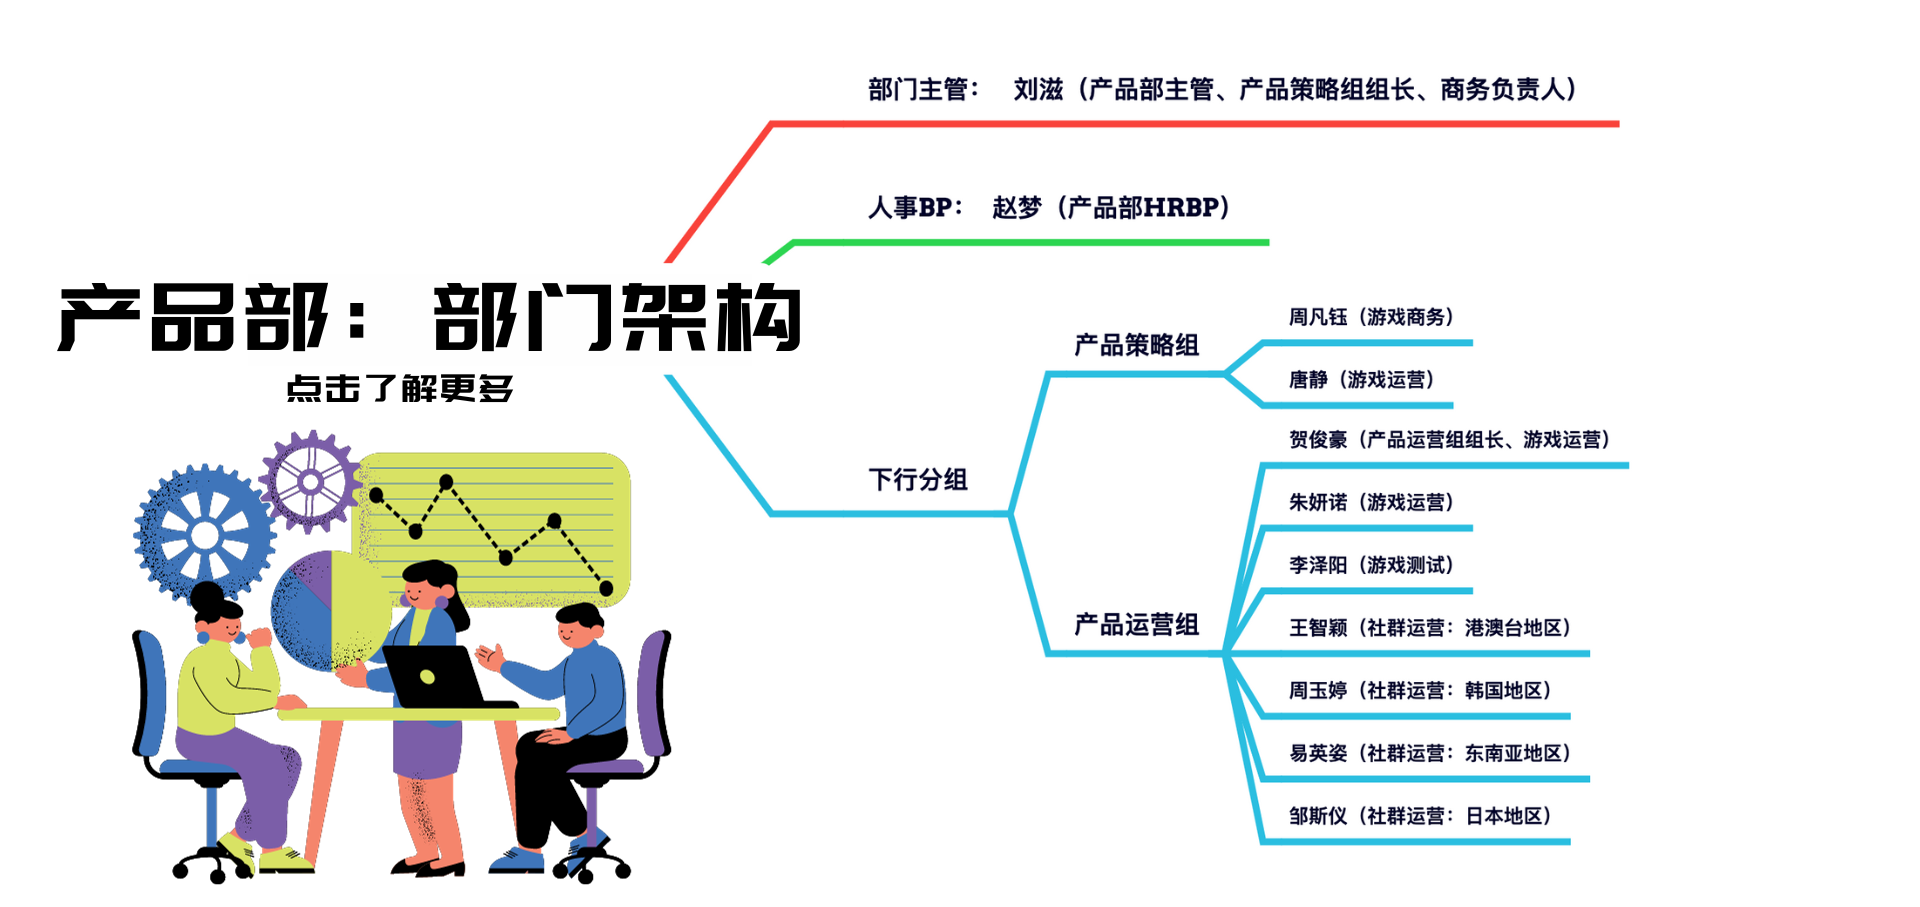 部门主管： 刘滋（产品部主管、产品策略组组长、商务负责人）
人事BP： 赵梦（产品部HRBP）
产品部：部门架构
点击了解更多
下行分组
产品策略组
周凡钰（游戏商务）
唐静（游戏运营）
产品运营组
贺俊豪（产品运营组组长、游戏运营）
朱妍诺（游戏运营）
李泽阳（游戏测试）
王智颖（社群运营：港澳台地区）
周玉婷（社群运营：韩国地区）
易英姿（社群运营：东南亚地区）
邹斯仪（社群运营：日本地区）